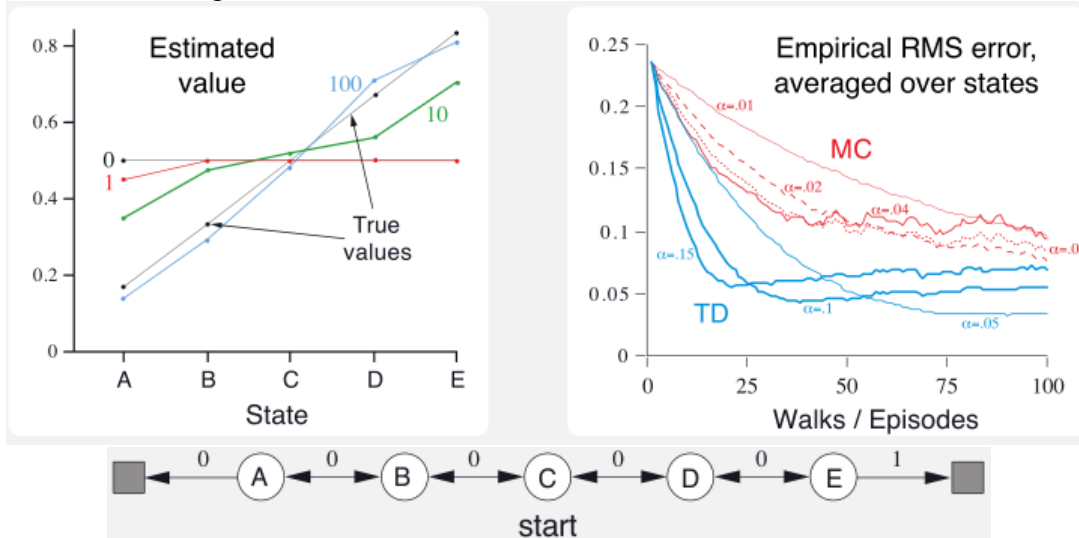 Estimated
value
0.8
0.6
0.4
0.2
0
0
1
100
10
True
values
A B C D E
State
Empirical RMS error,
averaged over states
0.25
0.2
0.15
0.1
0.05
0
α=.01
MC
α=.02
α=.04
α=.0
α=.15
TD
α=.1
α=.05
0 25 50 75 100
Walks / Episodes
0 0 0 0 0 1
A B C D E
start